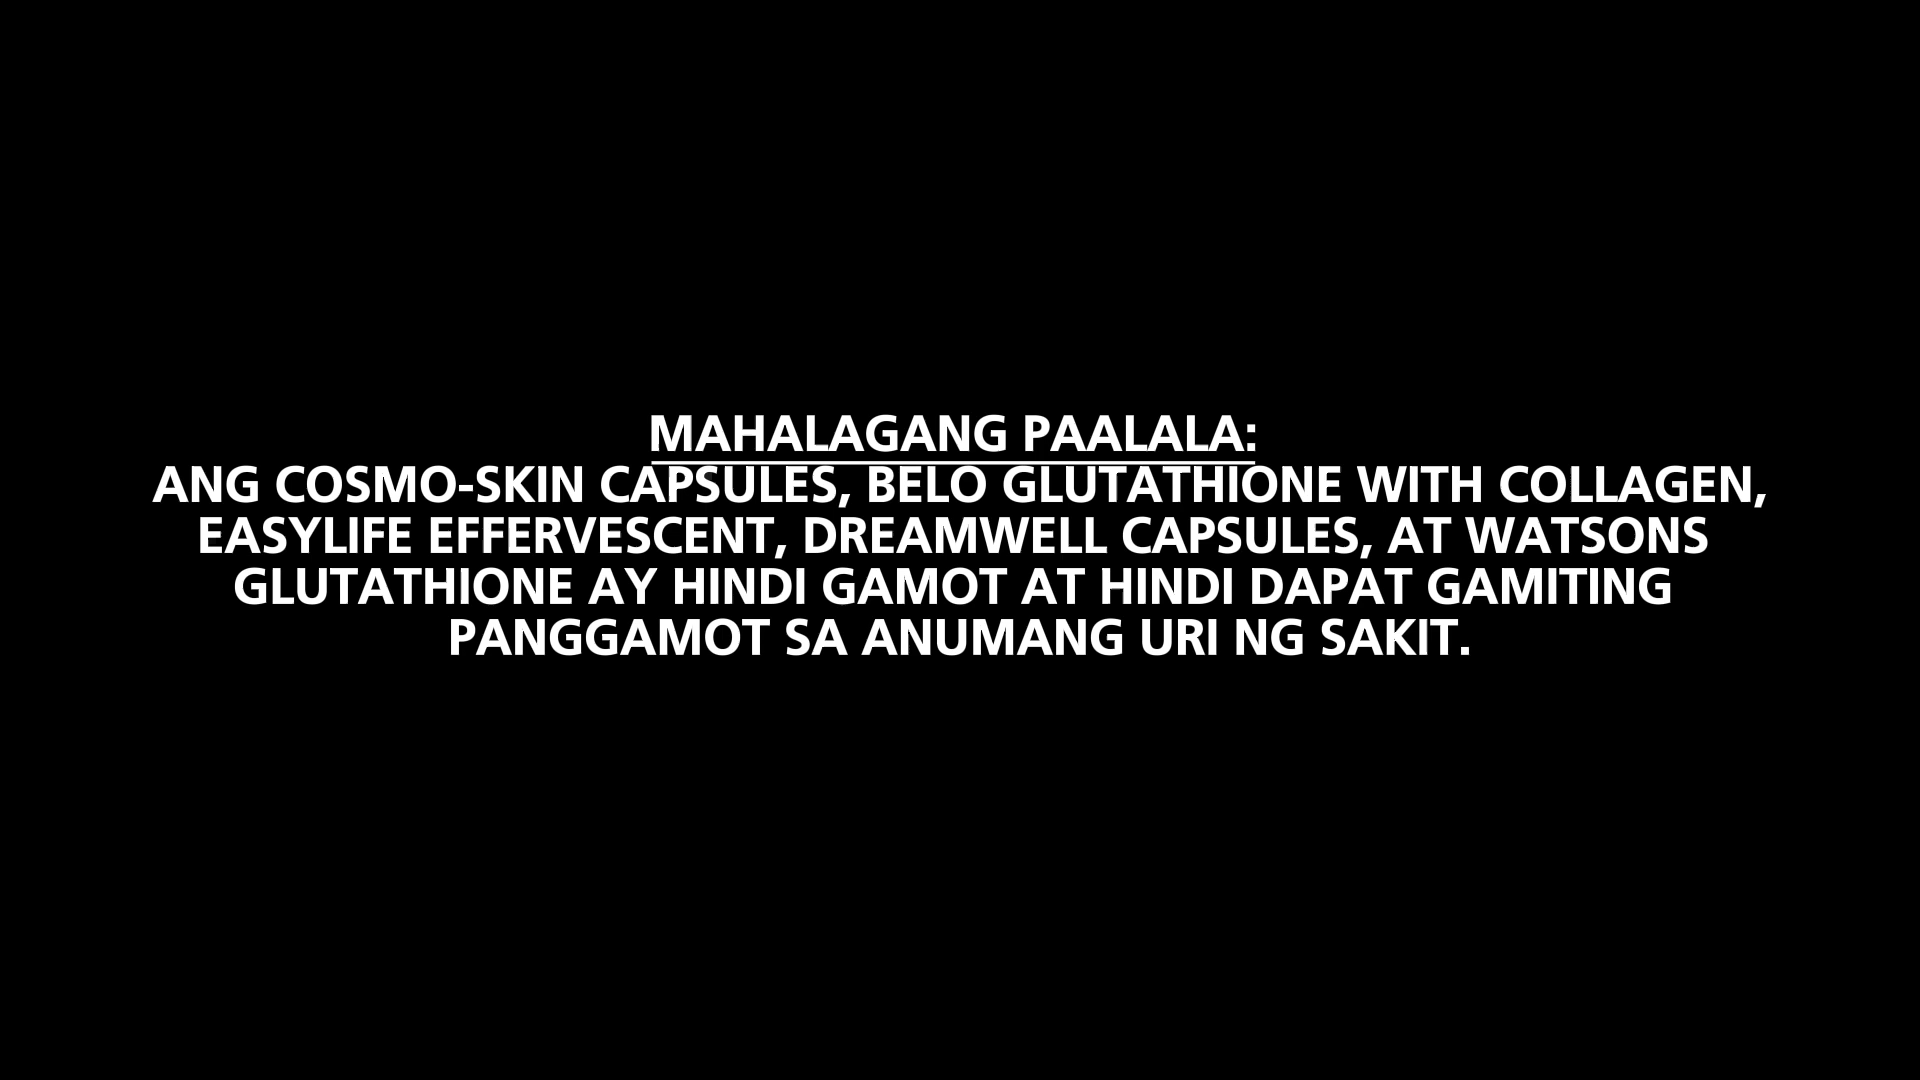 MAHALAGANG PAALALA:
ANG COSMO-SKIN CAPSULES, BELO GLUTATHIONE WITH COLLAGEN,
EASYLIFE EFFERVESCENT, DREAMWELL CAPSULES, AT WATSONS
GLUTATHIONE AY HINDI GAMOT AT HINDI DAPAT GAMITING
PANGGAMOT SA ANUMANG URI NG SAKIT.